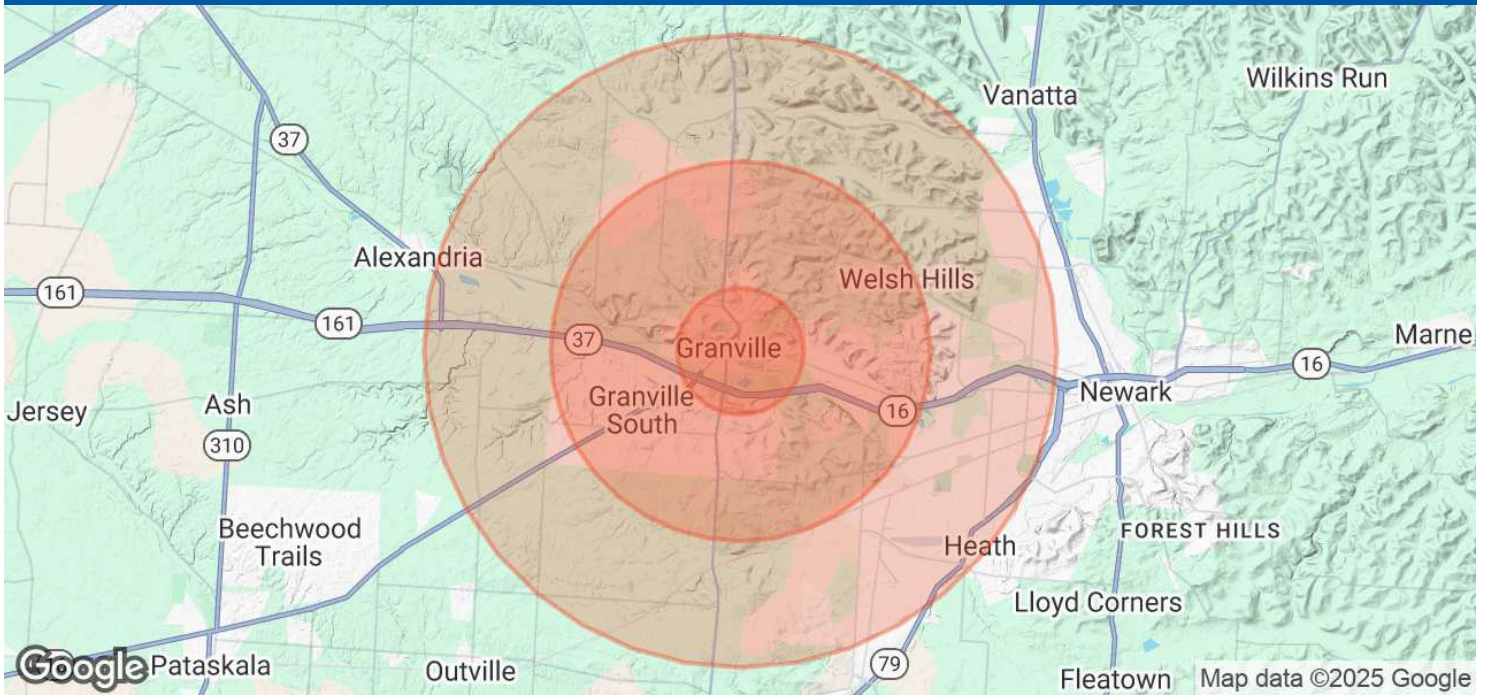 Wilkins Run
Vanatta
37
Alexandria
Welsh Hills
161
161
37
Granville
Marne
16
Granville
South
Newark
Jersey
Ash
16
310
Beechwood
Trails
FOREST HILLS
Heath
Lloyd Corners
Google
Pataskala
Outville
79
Fleatown
Map data ©2025 Google